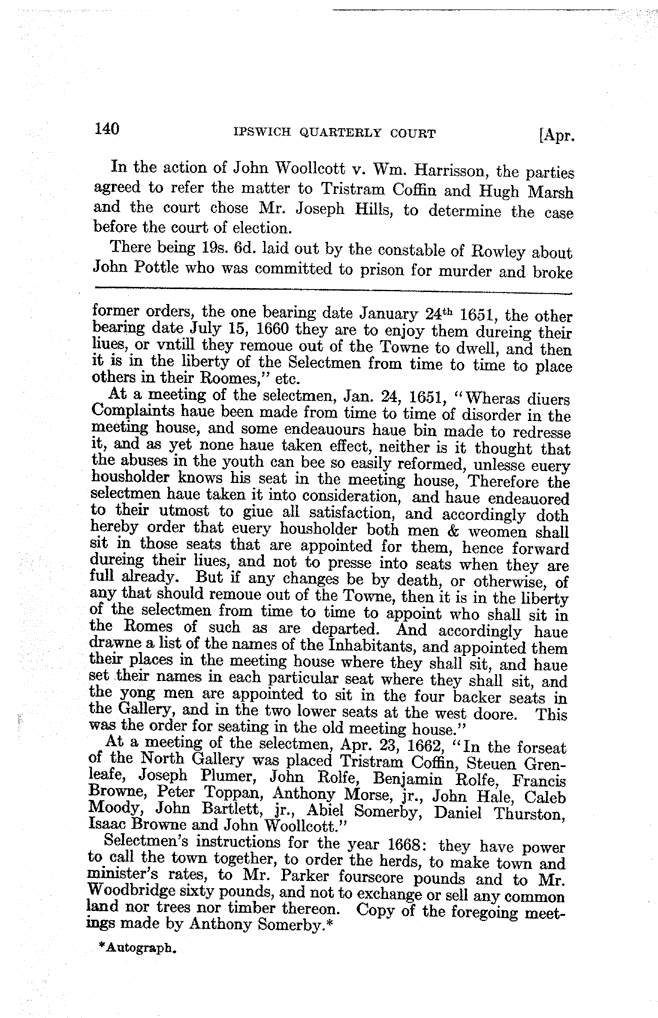 140 IPSWICH QUARTERLY COURT [Apr.
In the action of John Woollcott v. Wm. Harrisson, the parties
agreed to refer the matter to Tristram Coffin and Hugh Marsh
and the court chose Mr. Joseph Hills, to determine the case
before the court of election.
There being 19s. 6d. laid out by the constable of Rowley about
John Pottle who was committed to prison for murder and broke
former orders, the one bearing date January 24th 1651, the other
bearing date July 15, 1660 they are to enjoy them dureing their
liues, or vntill they remoue out of the Towne to dwell, and then
it is in the liberty of the Selectmen from time to time to place
others in their Roomes," etc.
At a meeting of the selectmen, Jan. 24, 1651, "Wheras diuers
Complaints haue been made from time to time of disorder in the
meeting house, and some endeauours haue bin made to redresse
it, and as yet none haue taken effect, neither is it thought that
the abuses in the youth can bee so easily reformed, unlesse euery
housholder knows his seat in the meeting house, Therefore the
selectmen haue taken it into consideration, and haue endeauored
to their utmost to giue all satisfaction, and accordingly doth
hereby order that euery housholder both men & weomen shall
sit in those seats that are appointed for them, hence forward
dureing their liues, and not to presse into seats when they are
full already. But if any changes be by death, or otherwise, of
any that should remoue out of the Towne, then it is in the liberty
of the selectmen from time to time to appoint who shall sit in
the Romes of such as are departed. And accordingly haue
drawne a list of the names of the Inhabitants, and appointed them
their places in the meeting house where they shall sit, and haue
set their names in each particular seat where they shall sit, and
the yong men are appointed to sit in the four backer seats in
the Gallery, and in the two lower seats at the west doore. This
was the order for seating in the old meeting house."
At a meeting of the selectmen, Apr. 23, 1662, "In the forseat
of the North Gallery was placed Tristram Coffin, Steuen Gren-
leafe, Joseph Plumer, John Rolfe, Benjamin Rolfe, Francis
Browne, Peter Toppan, Anthony Morse, jr., John Hale, Caleb
Moody, John Bartlett, jr., Abiel Somerby, Daniel Thurston,
Isaac Browne and John Woollcott."
Selectmen's instructions for the year 1668: they have power
to call the town together, to order the herds, to make town and
minister's rates, to Mr. Parker fourscore pounds and to Mr.
Woodbridge sixty pounds, and not to exchange or sell any common
land nor trees nor timber thereon. Copy of the foregoing meet-
ings made by Anthony Somerby.*
*Autograph.